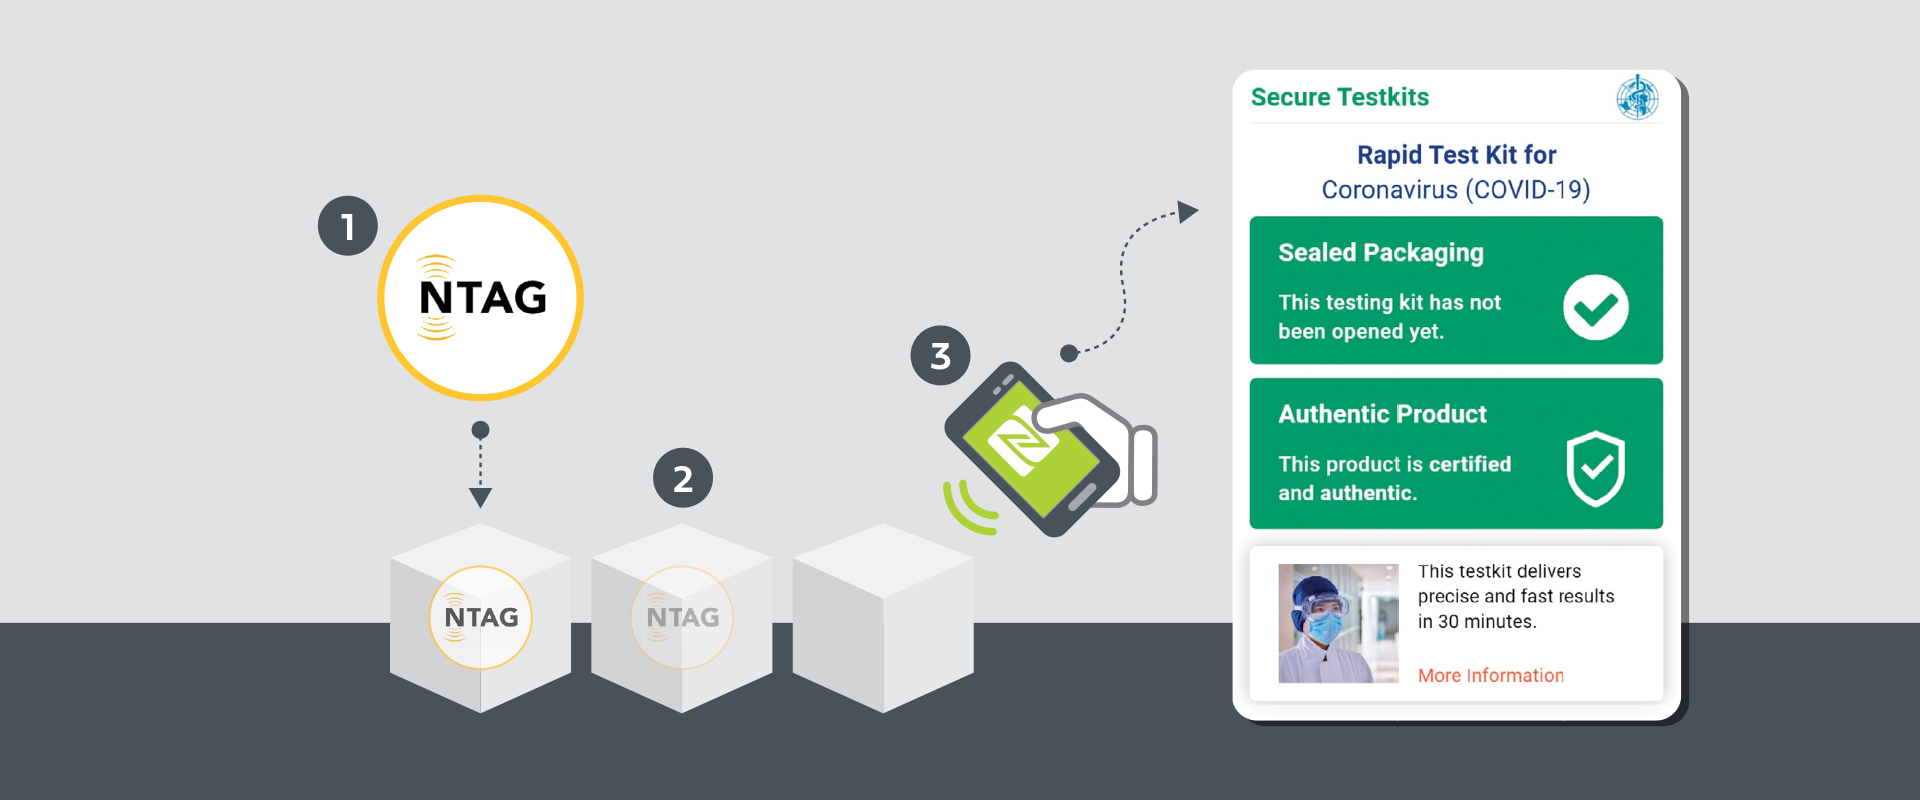 1
NTAG
2
NTAG
NTAG
3
Secure Testkits
Rapid Test Kit for
Coronavirus (COVID-19)
Sealed Packaging
This testing kit has not
been opened yet.
Authentic Product
This product is certified
and authentic.
This testkit delivers
precise and fast results
in 30 minutes.
More Information